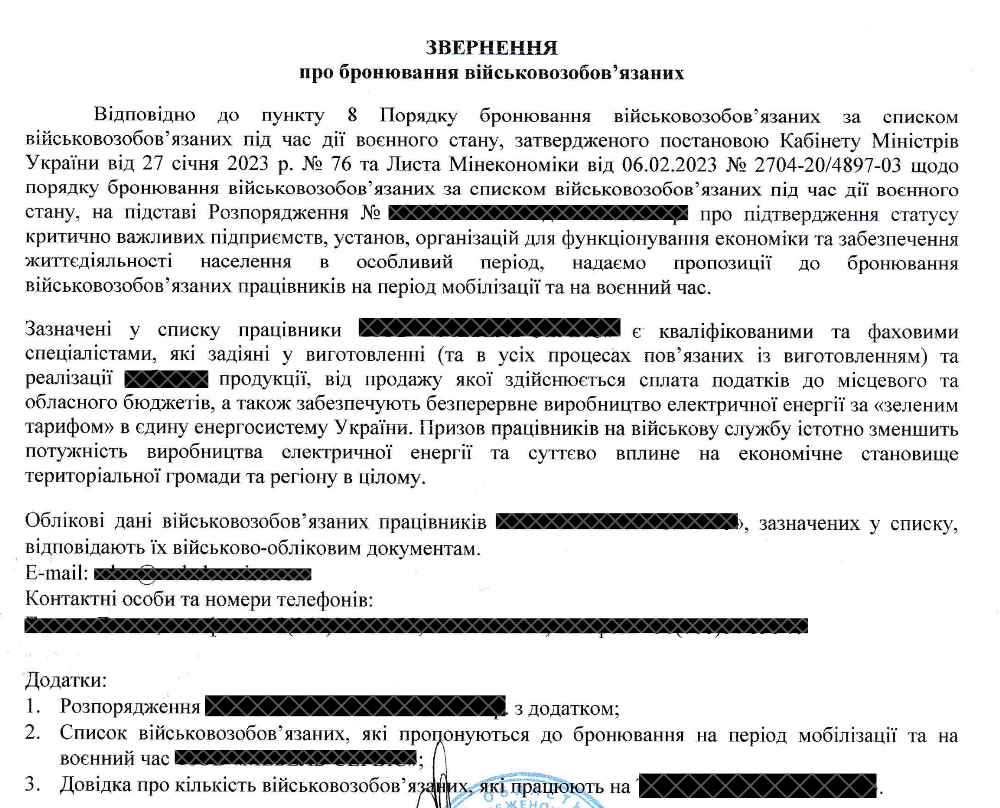 ЗВЕРНЕННЯ
про бронювання військовозобов’язаних
Відповідно до пункту 8 Порядку бронювання військовозобов’язаних за списком
військовозобов’язаних під час дії воєнного стану, затвердженого постановою Кабінету Міністрів
України від 27 січня 2023 р. № 76 та Листа Мінекономіки від 06.02.2023 № 2704-20/4897-03 щодо
порядку бронювання військовозобов’язаних за списком військовозобов’язаних під час дії воєнного
стану, на підставі Розпорядження № про підтвердження статусу
критично важливих підприємств, установ, організацій для функціонування економіки та забезпечення
життєдіяльності населення в особливий період, надаємо пропозиції до бронювання
військовозобов’язаних працівників на період мобілізації та на воєнний час.
Зазначені у списку працівники є кваліфікованими та фаховими
спеціалістами, які задіяні у виготовленні (та в усіх процесах пов’язаних із виготовленням) та
реалізації продукції, від продажу якої здійснюється сплата податків до місцевого та
обласного бюджетів, а також забезпечують безперервне виробництво електричної енергії за «зеленим
тарифом» в єдину енергосистему України. Призов працівників на військову службу істотно зменшить
потужність виробництва електричної енергії та суттєво вплине на економічне становище
територіальної громади та регіону в цілому.
Облікові дані військовозобов’язаних працівників », зазначених у списку,
відповідають їх військово-обліковим документам.
E-mail:
Контактні особи та номери телефонів:
Додатки:
1. Розпорядження . з додатком;
2. Список військовозобов’язаних, які пропонуються до бронювання на період мобілізації та на
воєнний час ;
3. Довідка про кількість військовозобов’язаних, які працюють на .
ОБЛАСТЬ